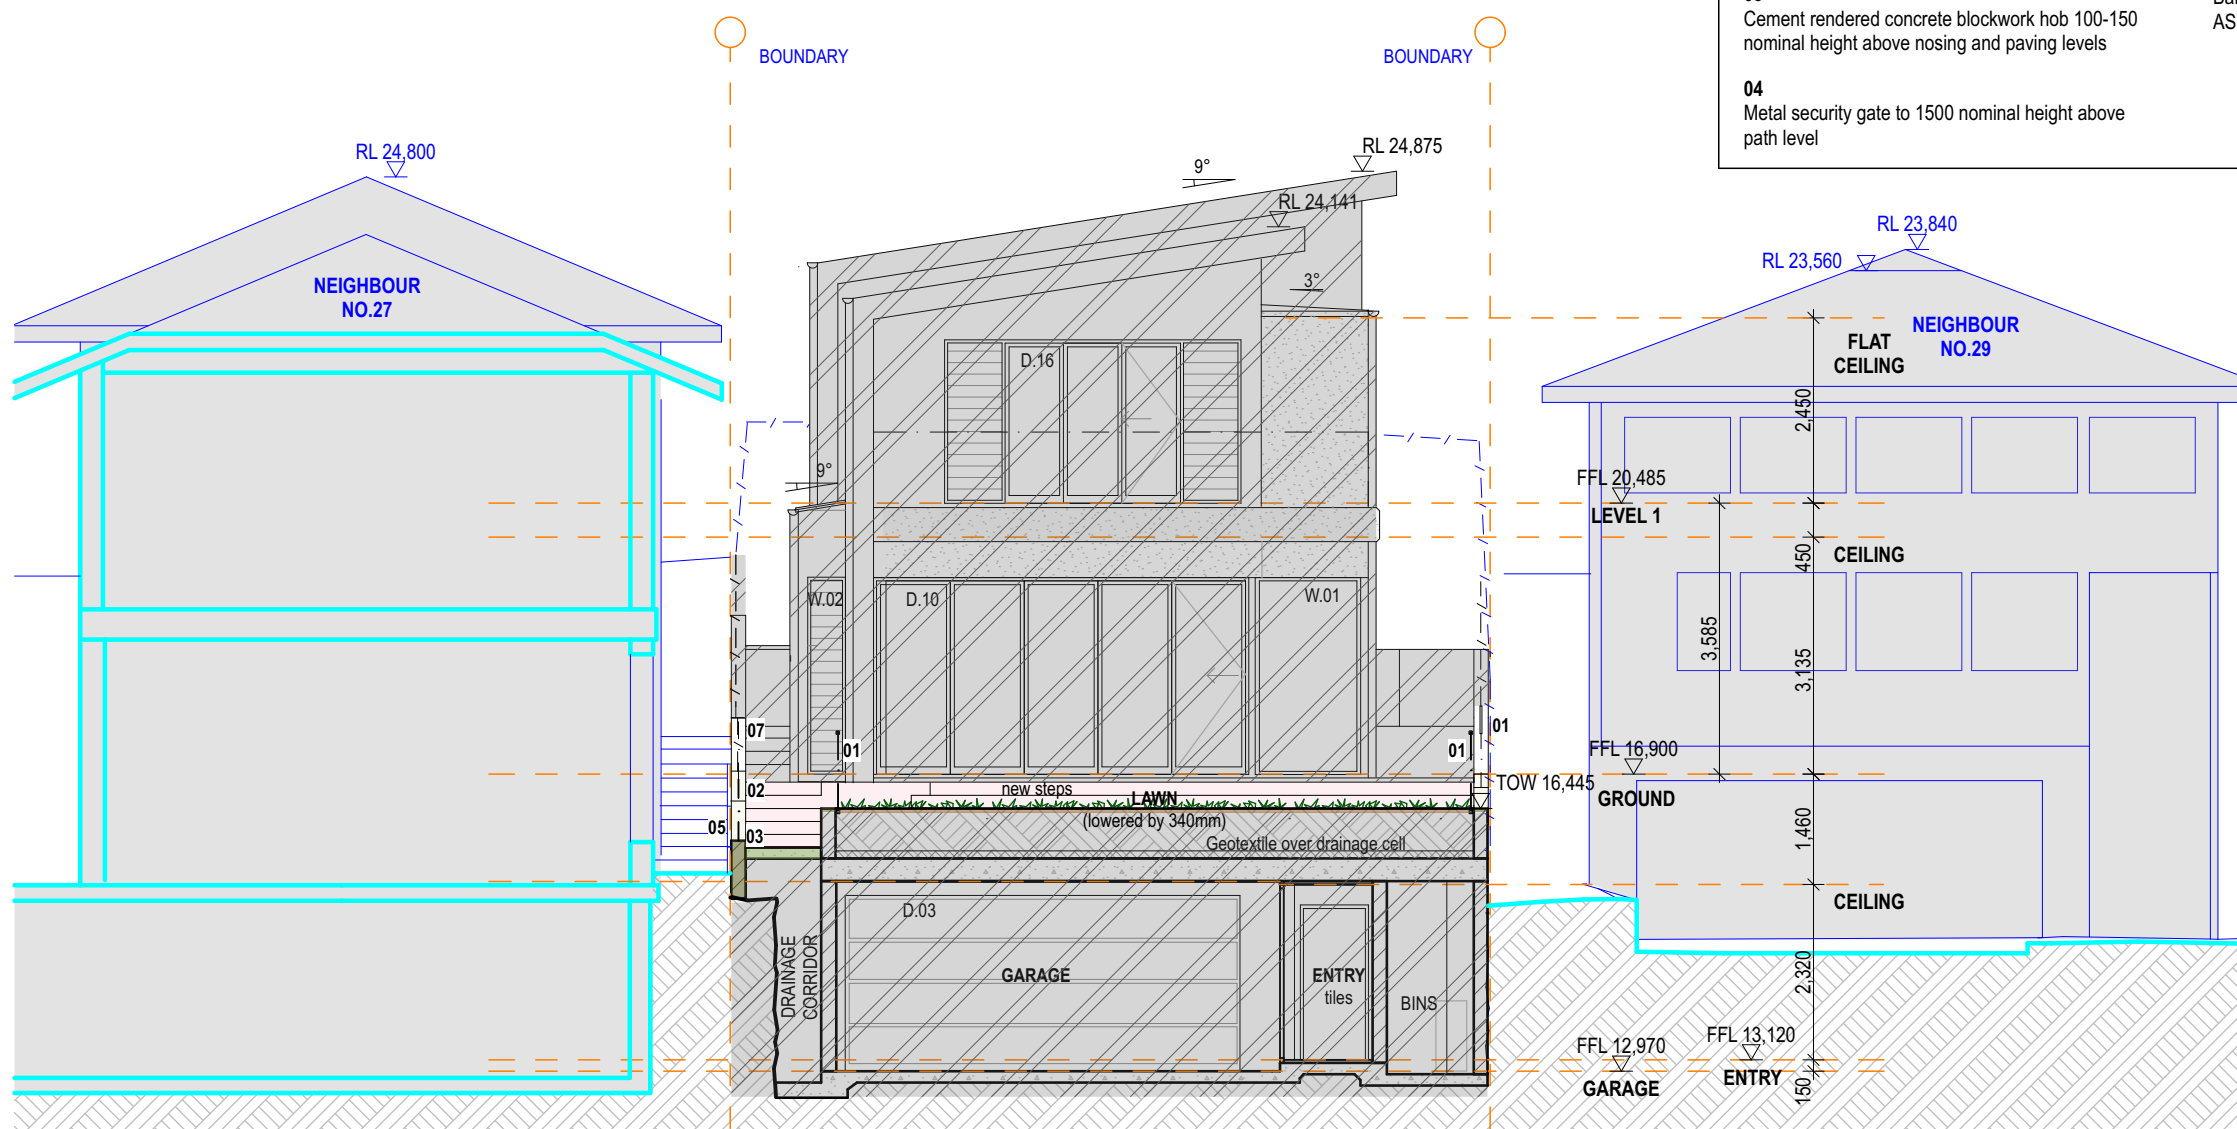 Cement rendered concrete blockwork hob 100-150
nominal height above nosing and paving levels
AS
04
Metal security gate to 1500 nominal height above
path level
BOUNDARY
BOUNDARY
RL 24,800
RL 24,875
9°
RL 24,141
RL 23,840
RL 23,560
NEIGHBOUR
NO.27
3°
NEIGHBOUR
NO.29
FLAT
CEILING
D.16
2,450
9°
FFL 20,485
LEVEL 1
450
CEILING
W.02
D.10
W.01
3,585
3,135
07
01
01
01
FFL 16,900
TOW 16,445
GROUND
02
new steps
LAWN
(lowered by 340mm)
05
03
Geotextile over drainage cell
1,460
CEILING
D.03
DRAINAGE
CORRIDOR
GARAGE
ENTRY
tiles
BINS
2,320
FFL 12,970
GARAGE
FFL 13,120
ENTRY
150